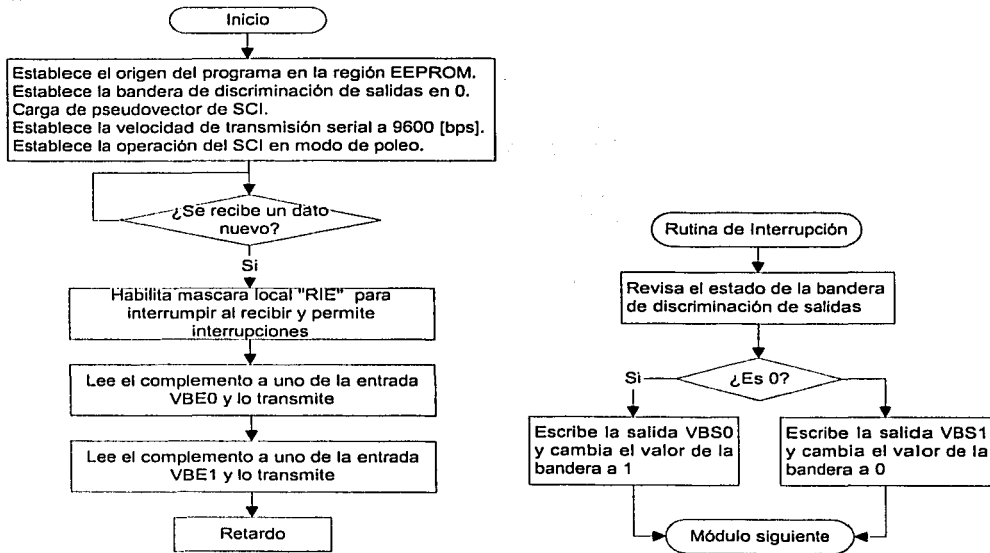 Inicio
Establece el origen del programa en la región EEPROM.
Establece la bandera de discriminación de salidas en 0.
Carga de pseudovector de SCI.
Establece la velocidad de transmisión serial a 9600 [bps].
Establece la operación del SCI en modo de poleo.
¿Se recibe un dato
nuevo?
Si
Habilita mascara local "RIE" para
interrumpir al recibir y permite
interrupciones
Lee el complemento a uno de la entrada
VBE0 y lo transmite
Lee el complemento a uno de la entrada
VBE1 y lo transmite
Retardo
Rutina de Interrupción
Revisa el estado de la bandera
de discriminación de salidas
¿Es 0?
Si
Escribe la salida VBS0
y cambia el valor de la
bandera a 1
Escribe la salida VBS1
y cambia el valor de la
bandera a 0
Módulo siguiente